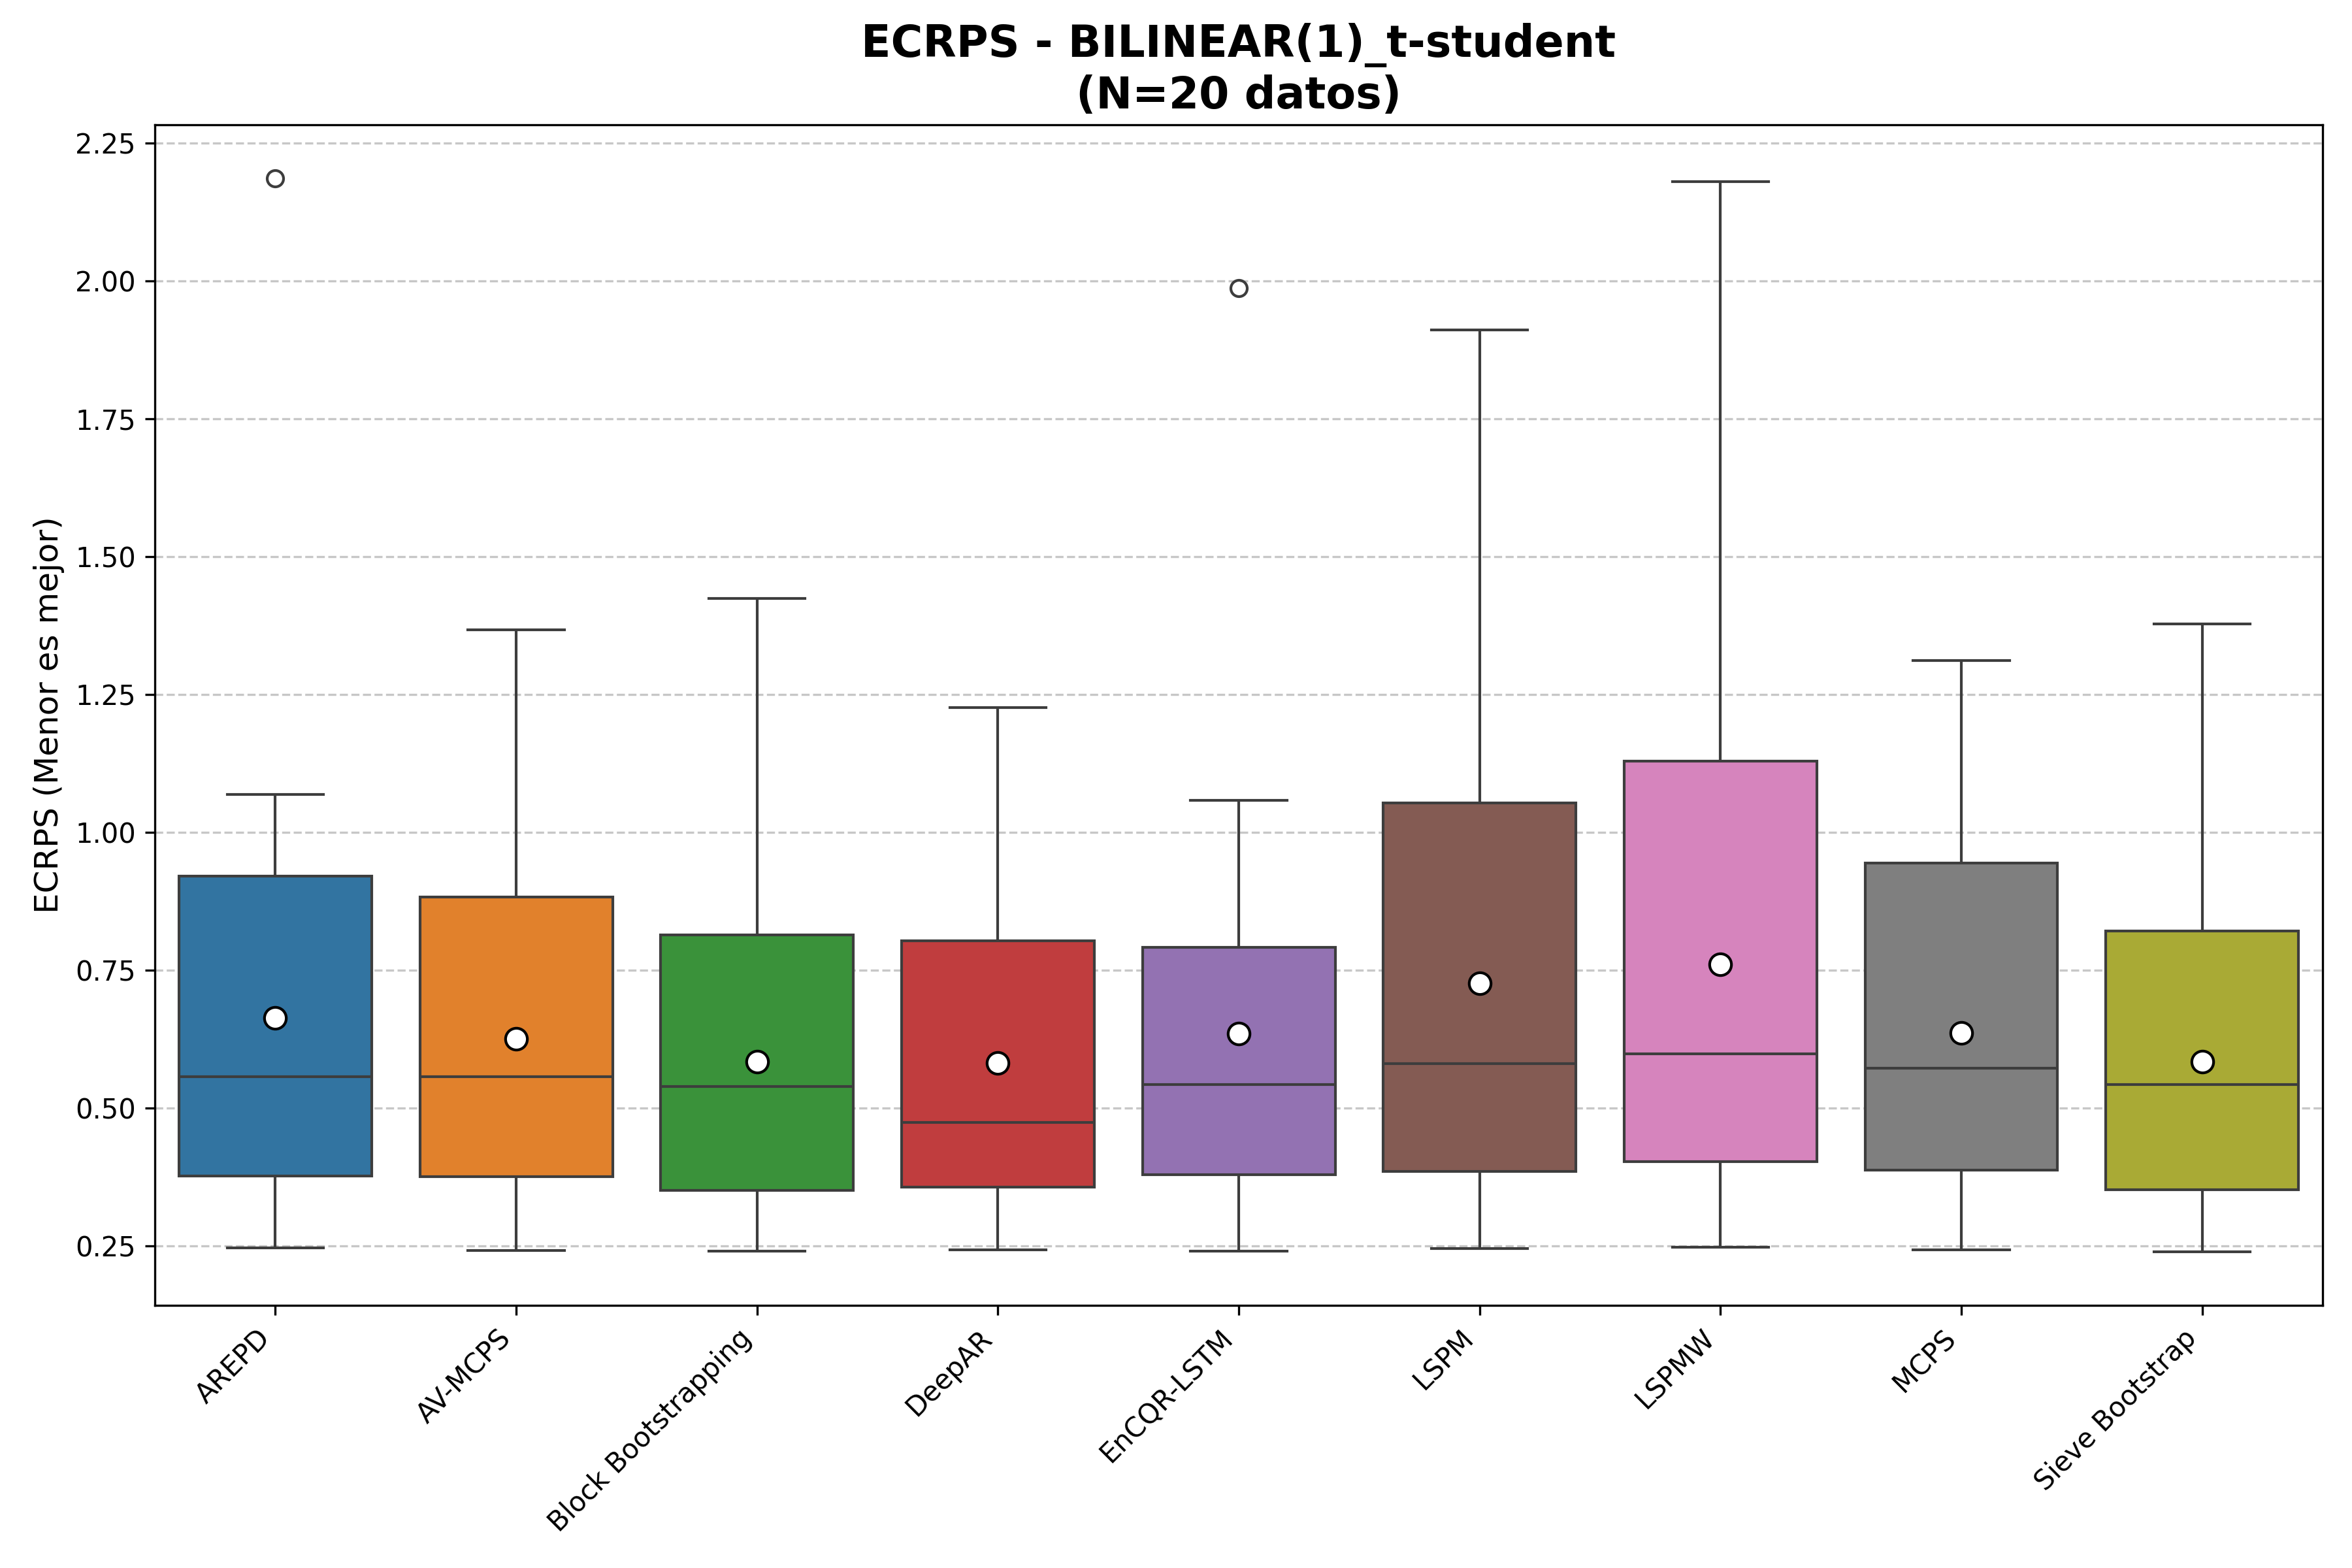 ECRPS - BILINEAR(1)_t-student
(N=20 datos)
ECRPS (Menor es mejor)
2.25
2.00
1.75
1.50
1.25
1.00
0.75
0.50
0.25
AREPD
AV-MCPS
Block Bootstrapping
DeepAR
EnCQR-LSTM
LSPM
LSPMW
MCPS
Sieve Bootstrap